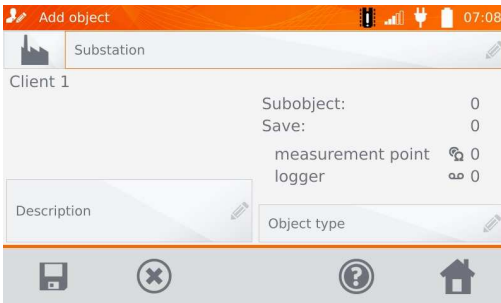 Add object
07:08
Substation
Client 1
Subobject: 0
Save: 0
measurement point 0
logger 0
Description
Object type